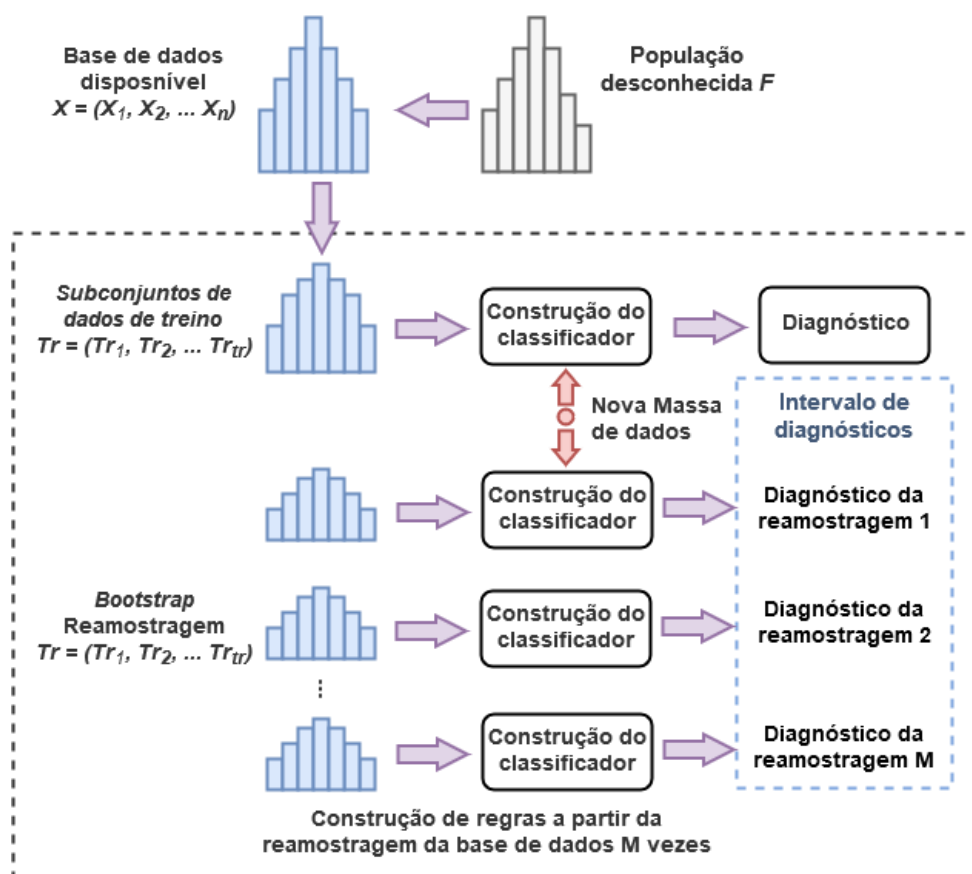 Base de dados
disposnível
X = (X1, X2, ... Xn)
População
desconhecida F
Subconjuntos de
dados de treino
Tr = (Tr1, Tr2, ... Trtr)
Construção do
classificador
Diagnóstico
Nova Massa
de dados
Intervalo de
diagnósticos
Construção do
classificador
Diagnóstico da
reamostragem 1
Bootstrap
Reamostragem
Tr = (Tr1, Tr2, ... Trtr)
Construção do
classificador
Diagnóstico da
reamostragem 2
...
Construção do
classificador
Diagnóstico da
reamostragem M
Construção de regras a partir da
reamostragem da base de dados M vezes